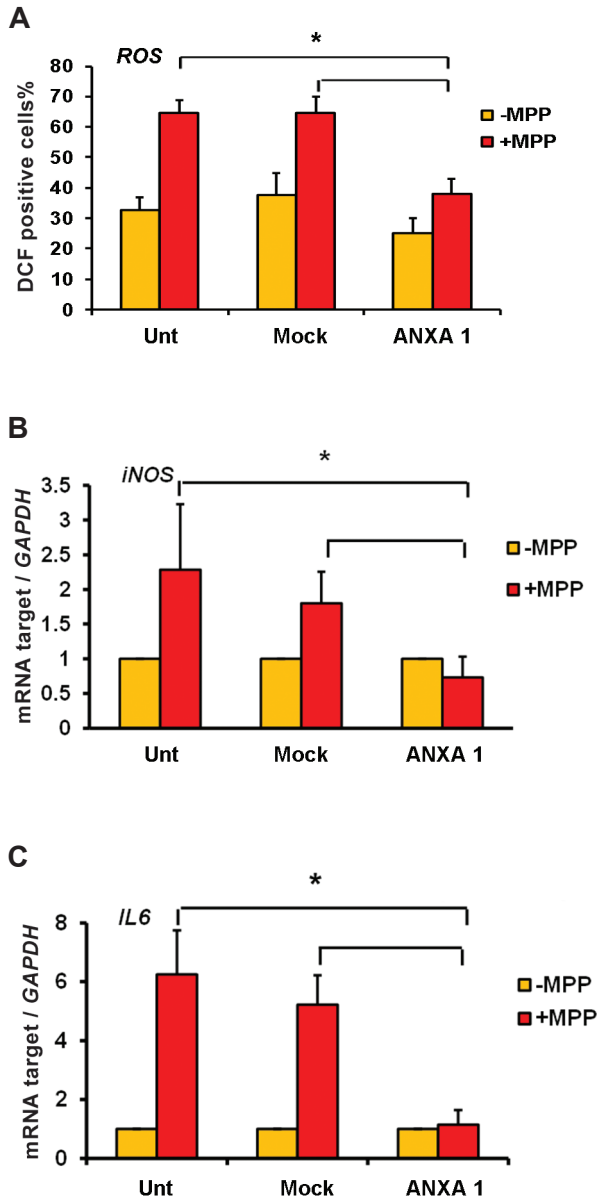 A
ROS
*
DCF positive cells%
80
70
60
50
40
30
20
10
0
-MPP
+MPP
Unt
Mock
ANXA 1
B
iNOS
*
mRNA target / GAPDH
3.5
3
2.5
2
1.5
1
0.5
0
-MPP
+MPP
Unt
Mock
ANXA 1
C
IL6
*
mRNA target / GAPDH
8
6
4
2
0
-MPP
+MPP
Unt
Mock
ANXA 1